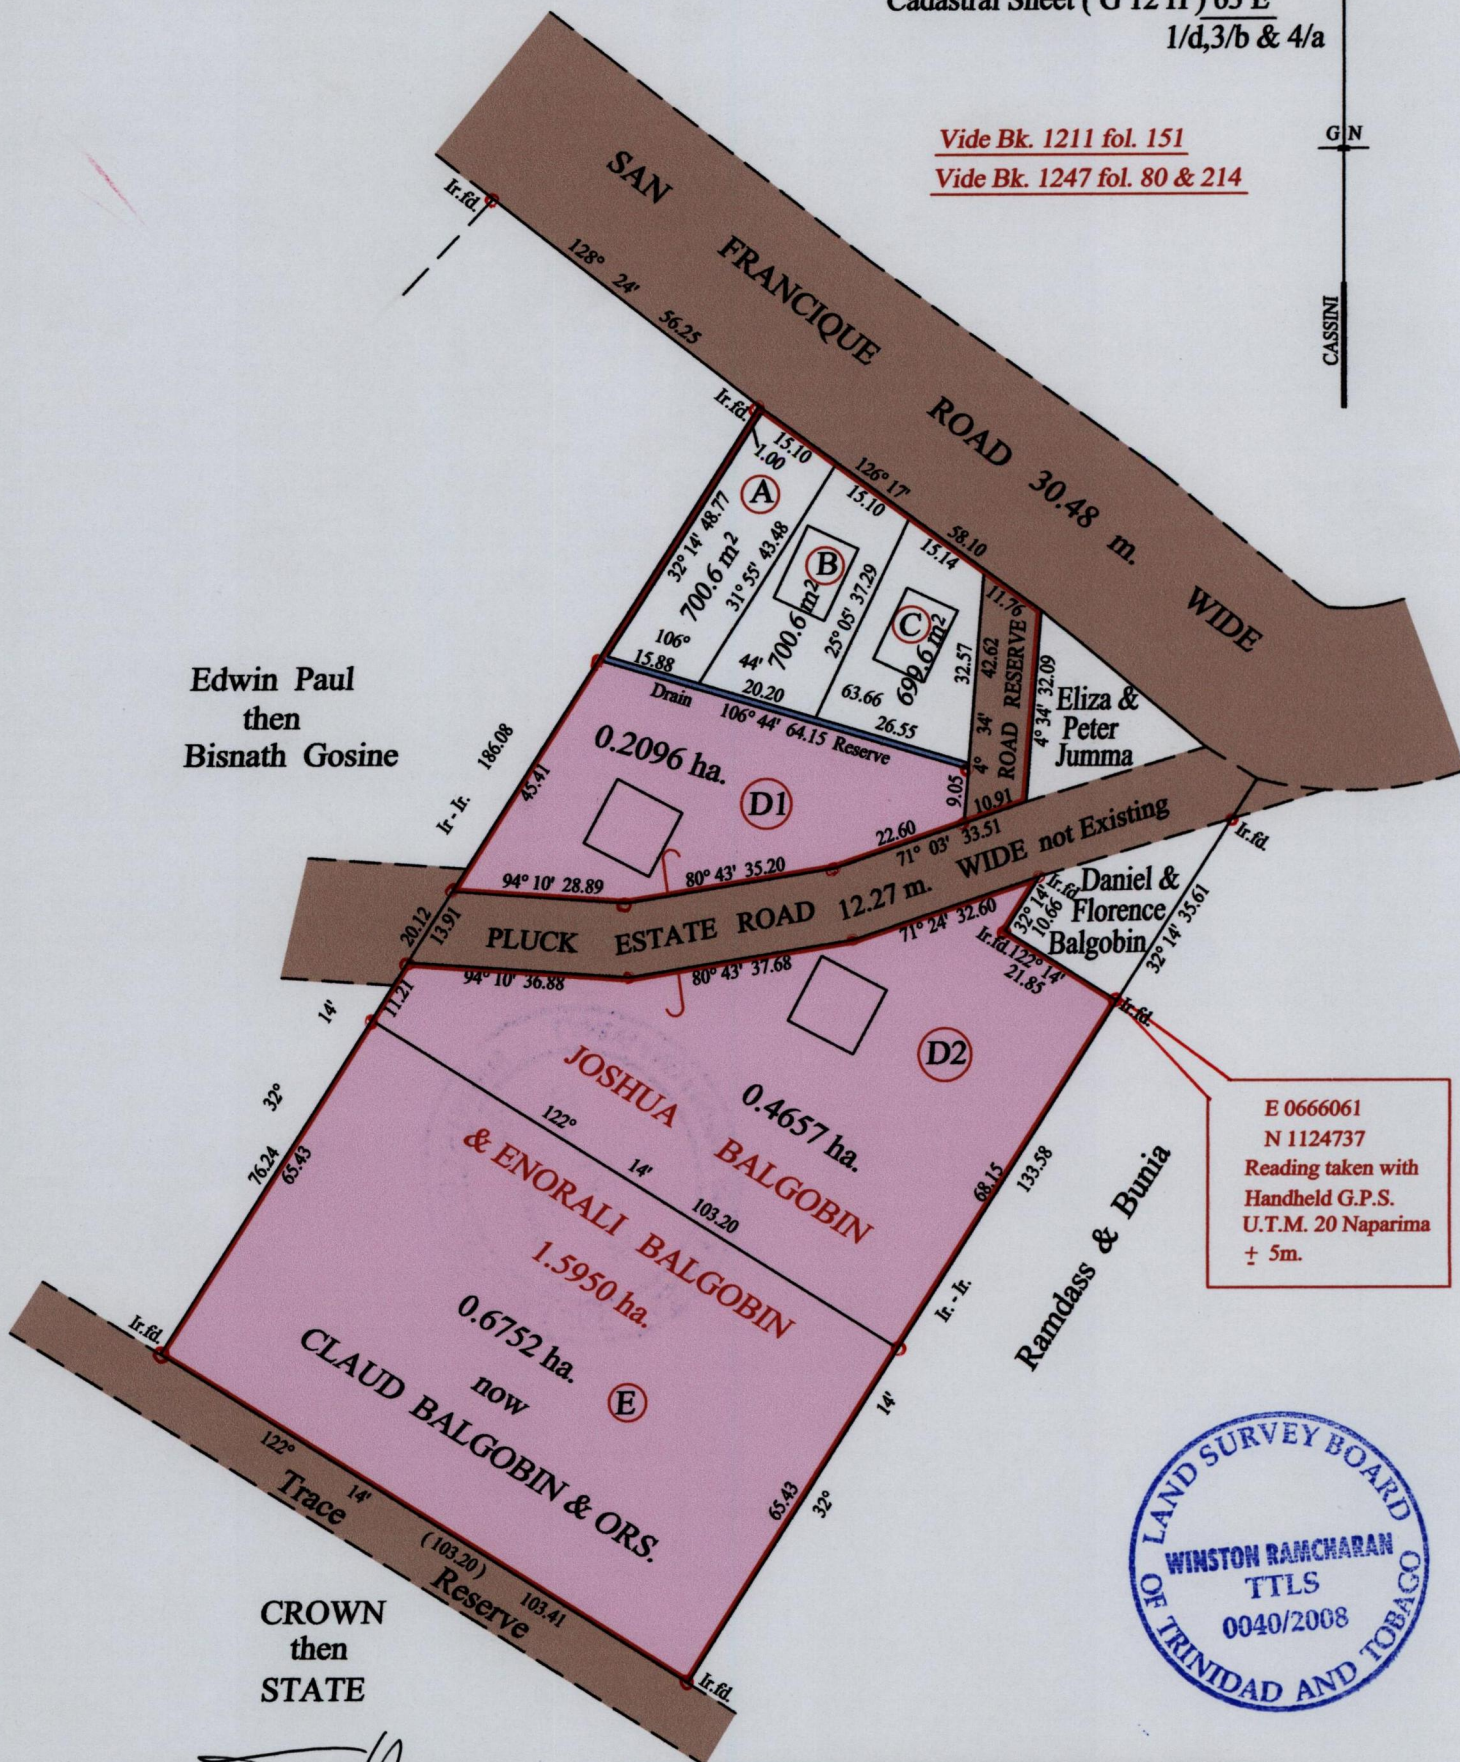 Cadastral Sheet ( G 12 H ) 63 E
1/d,3/b & 4/a
Vide Bk. 1211 fol. 151
Vide Bk. 1247 fol. 80 & 214
G N
CASSINI
SAN FRANCIQUE ROAD 30.48 m. WIDE
Ir.fd.
128° 24'
56.25
Ir.fd.
15.10
1.00
126° 17'
15.10
58.10
15.14
11.76
A
32° 14' 48.77
700.6 m²
31° 55' 43.48
B
700.6 m²
25° 05' 37.29
C
699.6 m²
32.57
42.62
4° 34'
ROAD RESERVE
4° 34' 32.09
Eliza &
Peter
Jumma
106°
15.88
44'
20.20
63.66
26.55
Drain 106° 44' 64.15 Reserve
Edwin Paul
then
Bisnath Gosine
186.08
Ir - Ir.
45.41
0.2096 ha.
D1
9.05
10.91
22.60
71° 03' 33.51
94° 10' 28.89
80° 43' 35.20
PLUCK ESTATE ROAD 12.27 m. WIDE not Existing
20.12
13.91
94° 10' 36.88
80° 43' 37.68
71° 24' 32.60
Ir.fd.
Ir.fd.
32° 14'
10.66
Daniel &
Florence
Balgobin
Ir.fd.
122° 14'
21.85
32° 14' 35.61
Ir.fd.
14'
11.21
32°
76.24
65.43
D2
0.4657 ha.
JOSHUA BALGOBIN
122° 14' 103.20
& ENORALI BALGOBIN
1.5950 ha.
68.15
133.58
Ir. - Ir.
Ramdass & Bunia
E 0666061
N 1124737
Reading taken with
Handheld G.P.S.
U.T.M. 20 Naparima
± 5m.
0.6752 ha.
now
E
CLAUD BALGOBIN & ORS.
14'
65.43
32°
Ir.fd.
122° 14'
(103.20)
103.41
Trace Reserve
Ir.fd.
CROWN
then
STATE
LAND SURVEY BOARD
WINSTON RAMCHARAN
TTLS
0040/2008
OF TRINIDAD AND TOBAGO